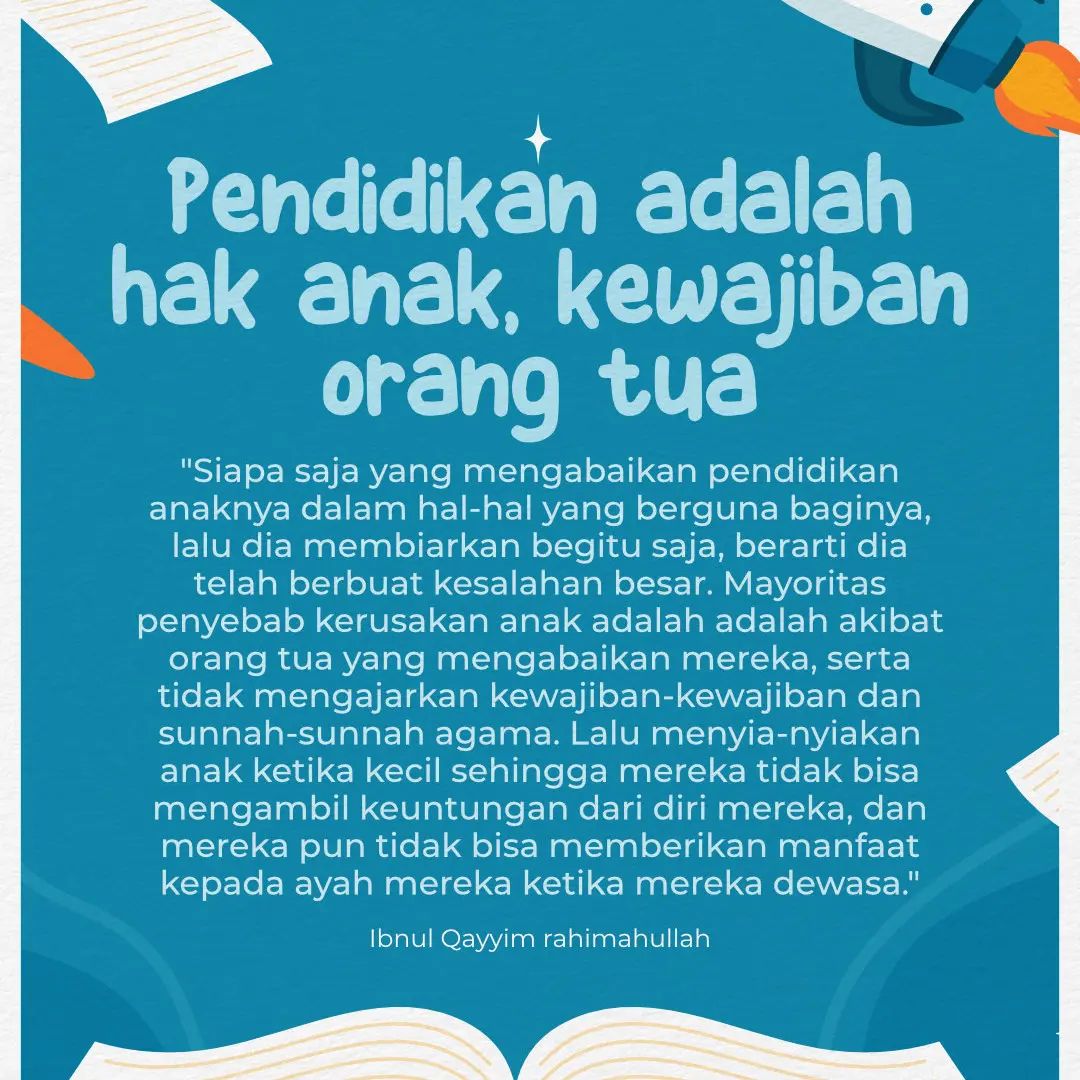 Pendidikan adalah
hak anak, kewajiban
orang tua
"Siapa saja yang mengabaikan pendidikan
anaknya dalam hal-hal yang berguna baginya,
lalu dia membiarkan begitu saja, berarti dia
telah berbuat kesalahan besar. Mayoritas
penyebab kerusakan anak adalah adalah akibat
orang tua yang mengabaikan mereka, serta
tidak mengajarkan kewajiban-kewajiban dan
sunnah-sunnah agama. Lalu menyia-nyiakan
anak ketika kecil sehingga mereka tidak bisa
mengambil keuntungan dari diri mereka, dan
mereka pun tidak bisa memberikan manfaat
kepada ayah mereka ketika mereka dewasa."
Ibnul Qayyim rahimahullah